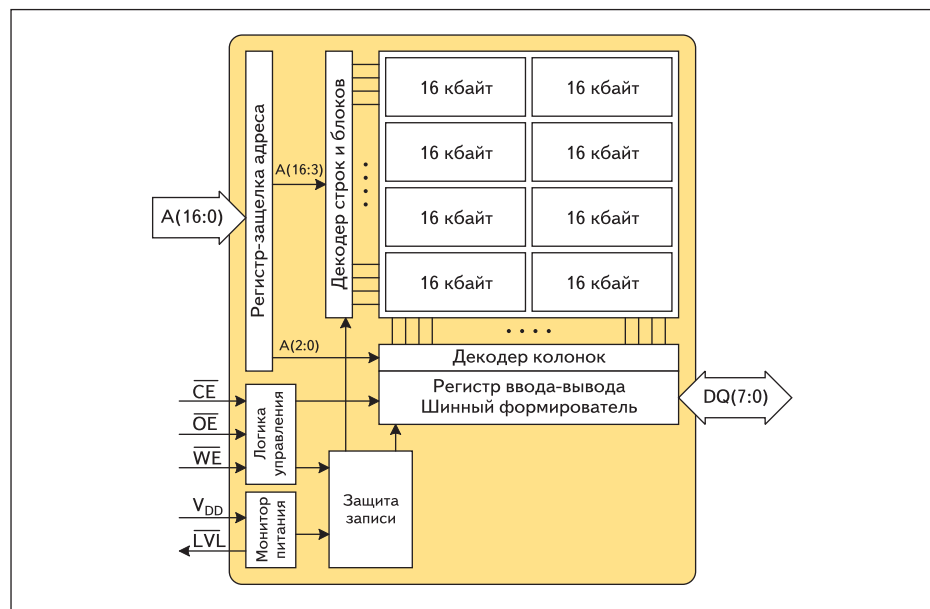 Регистр-защелка адреса
Декодер строк и блоков
16 кбайт
16 кбайт
16 кбайт
16 кбайт
A(16:3)
A(16:0)
16 кбайт
16 кбайт
16 кбайт
16 кбайт
A(2:0)
Декодер колонок
Регистр ввода-вывода
Шинный формирователь
DQ(7:0)
CE
OE
WE
Логика
управления
Защита
записи
VDD
LVL
Монитор
питания